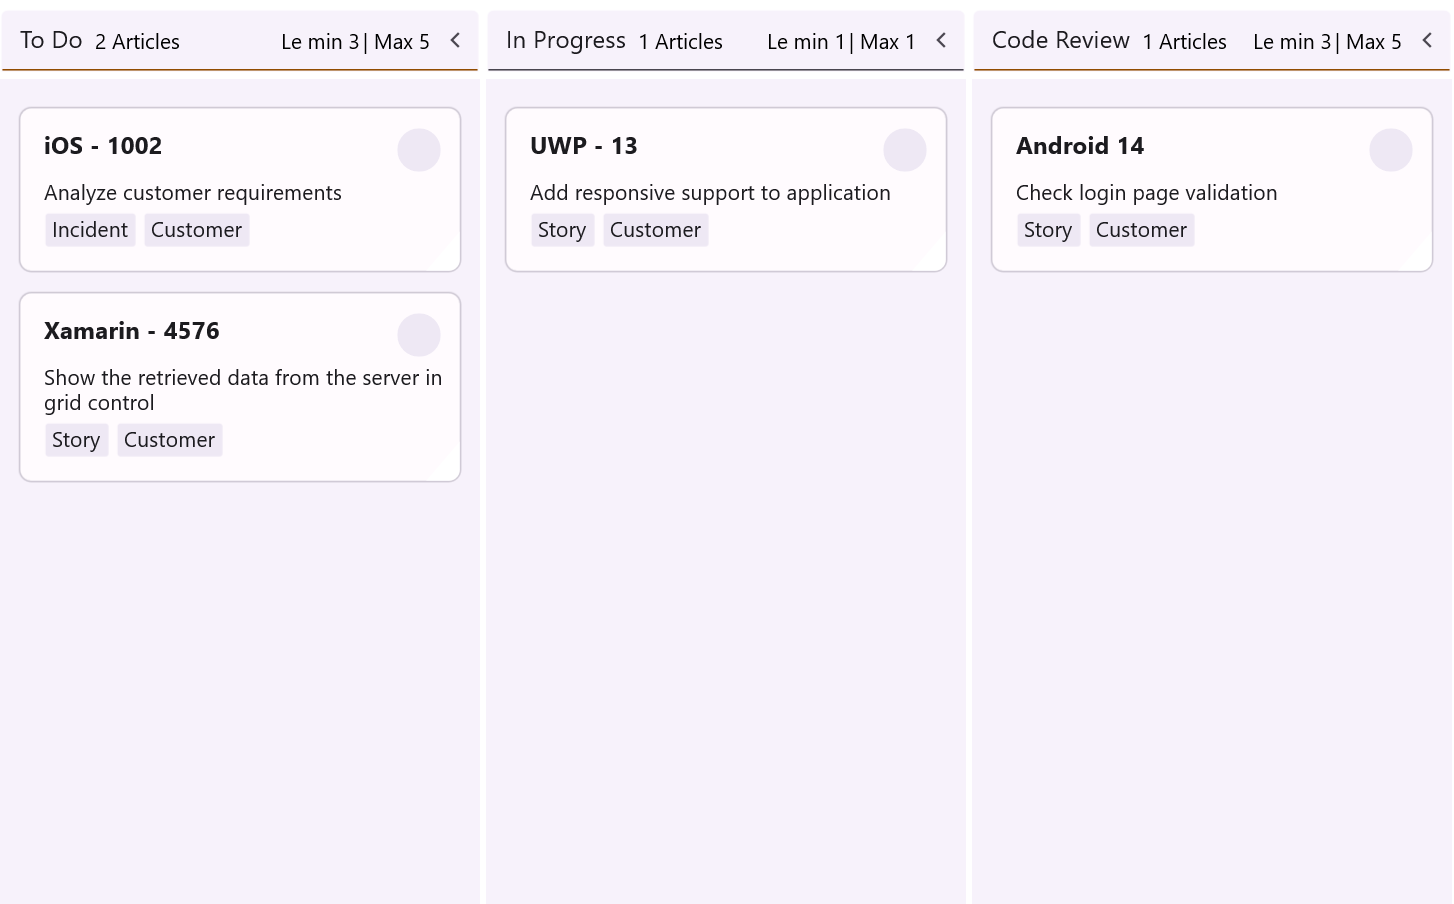 To Do 2 Articles Le min 3| Max 5
iOS - 1002
Analyze customer requirements
Incident Customer
Xamarin - 4576
Show the retrieved data from the server in
grid control
Story Customer
In Progress 1 Articles Le min 1| Max 1
UWP - 13
Add responsive support to application
Story Customer
Code Review 1 Articles Le min 3| Max 5
Android 14
Check login page validation
Story Customer